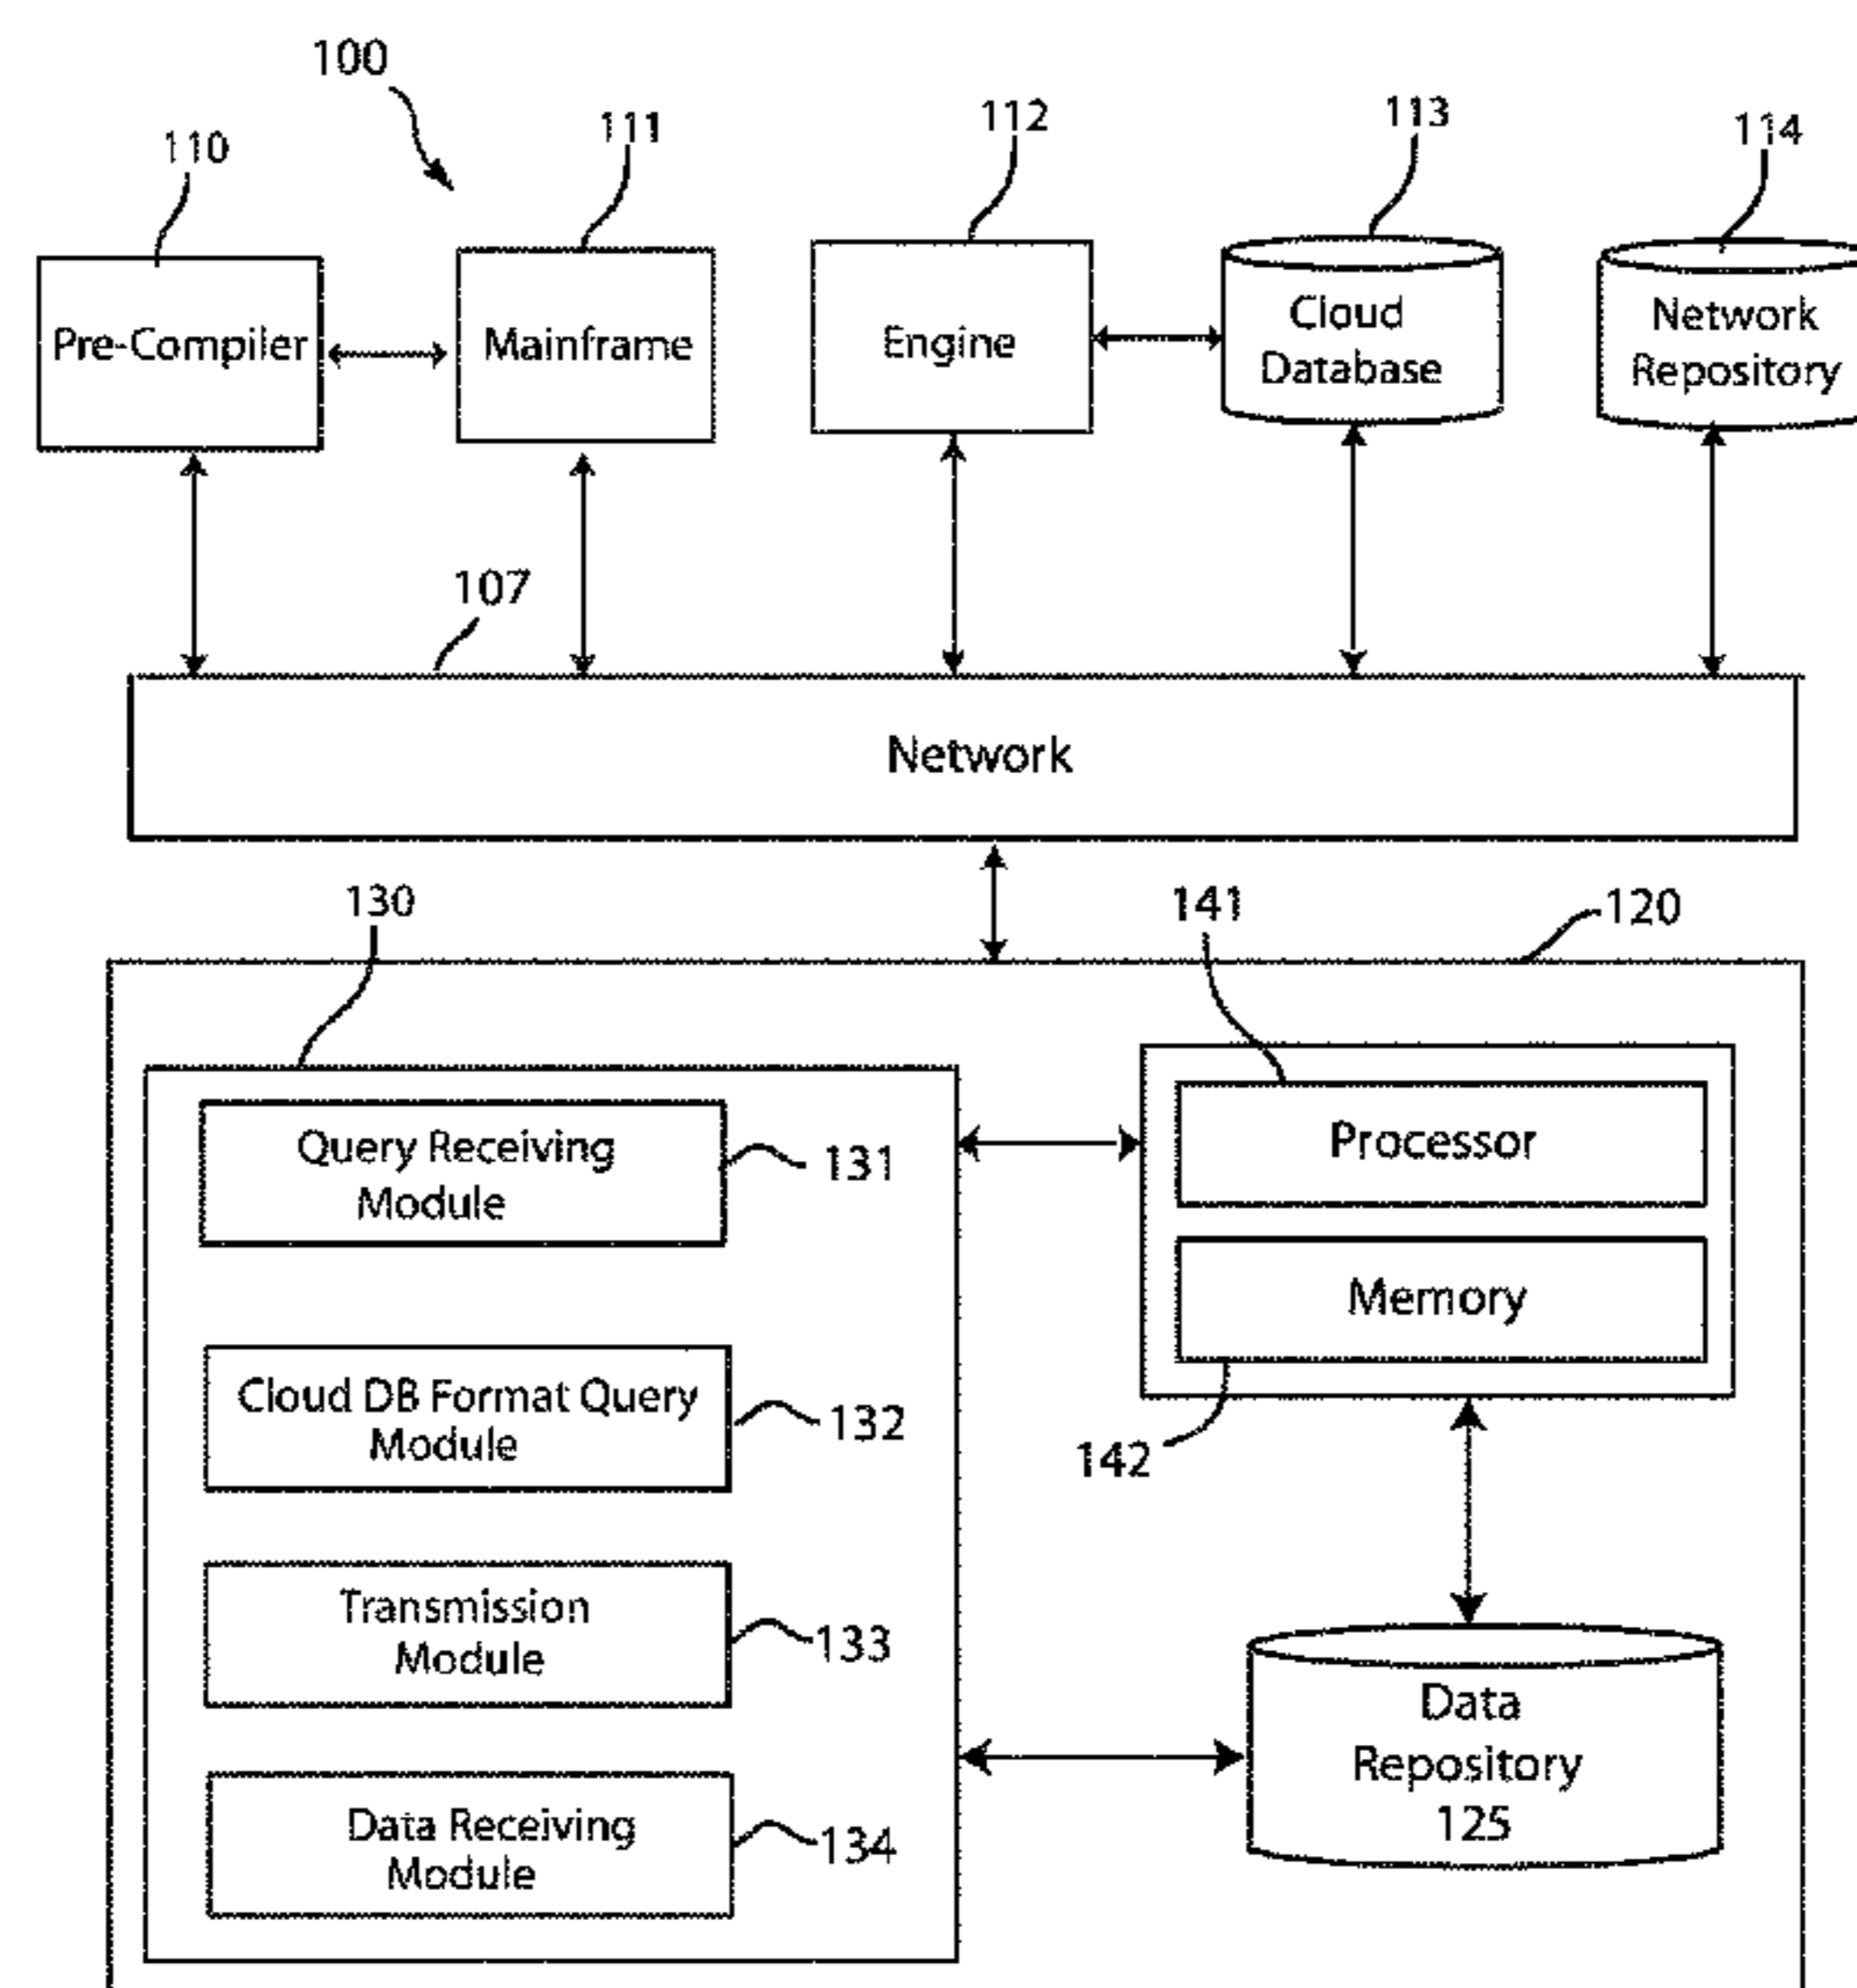 100
110
111
112
113
114
Pre-Compiler
Mainframe
Engine
Cloud
Database
Network
Repository
107
Network
130
141
120
Query Receiving
Module
131
Processor
Memory
142
Cloud DB Format Query
Module
132
Transmission
Module
133
Data Receiving
Module
134
Data
Repository
125